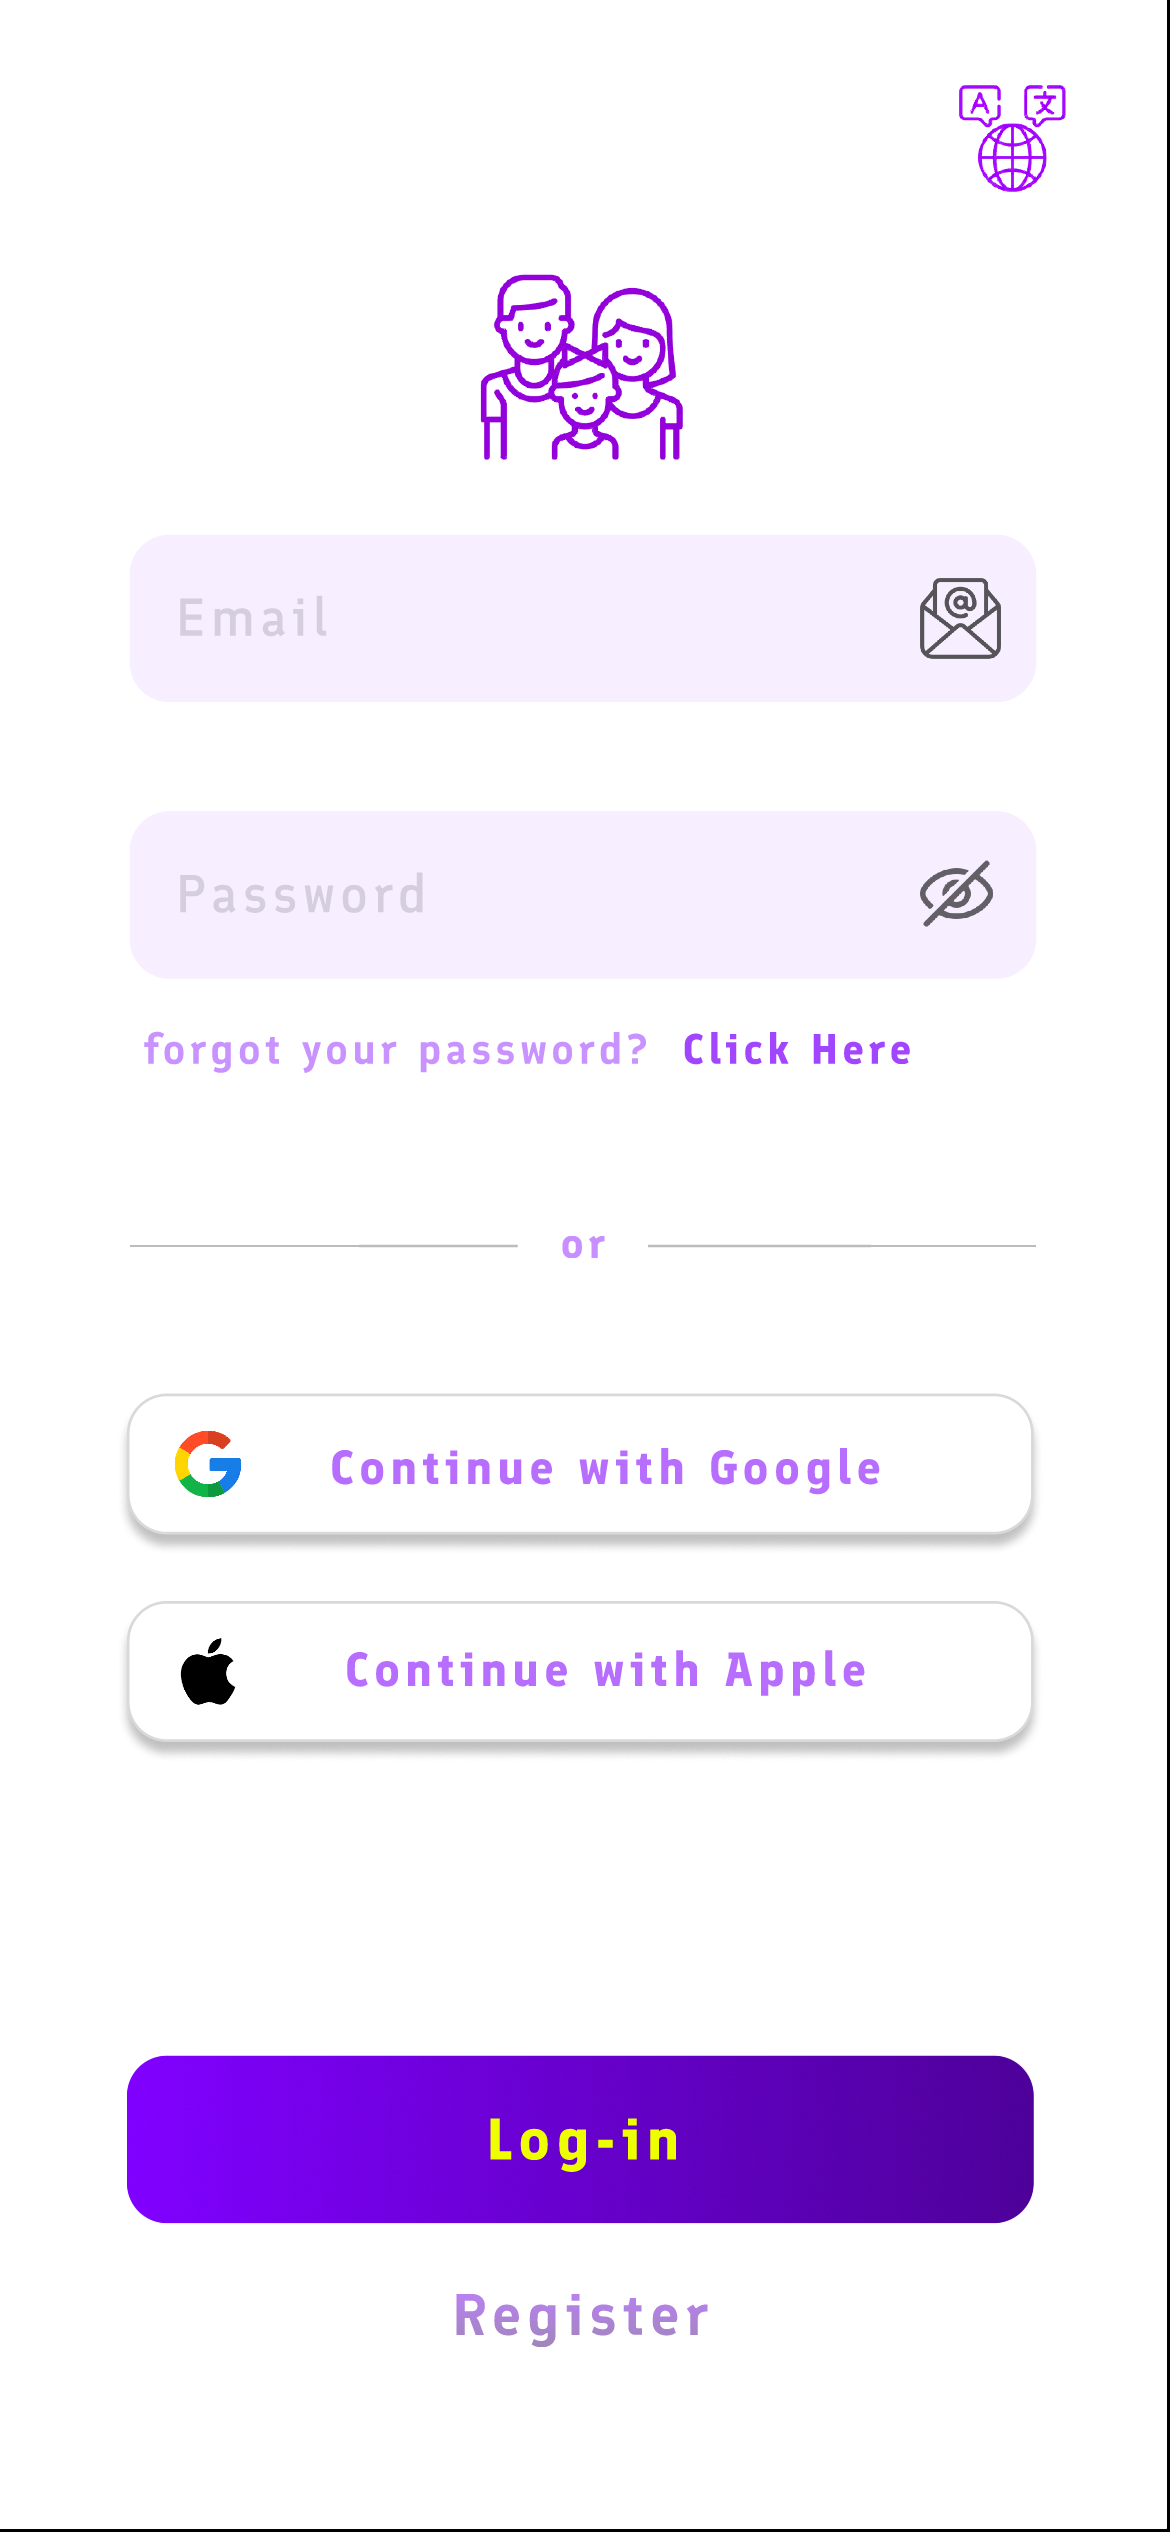 A 文
@
Email
Password
forgot your password? Click Here
or
Continue with Google
Continue with Apple
Log-in
Register